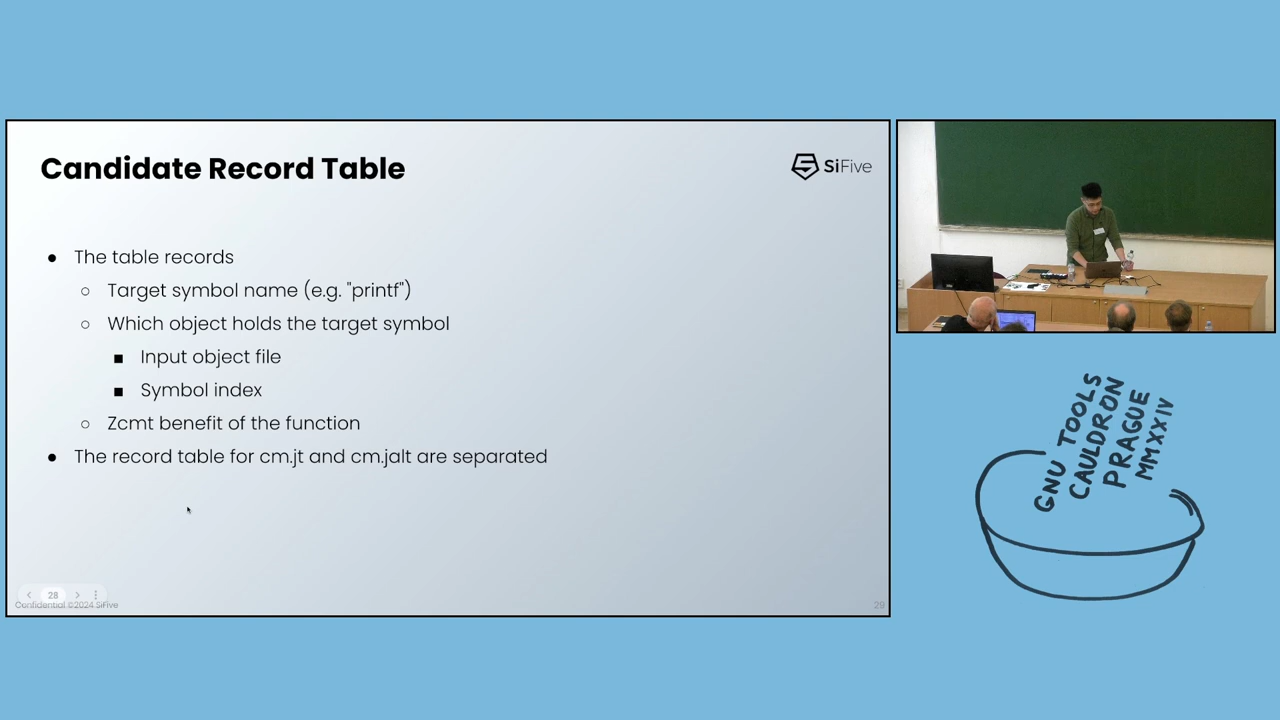 Candidate Record Table
SiFive
● The table records
○ Target symbol name (e.g. "printf")
○ Which object holds the target symbol
■ Input object file
■ Symbol index
○ Zcmt benefit of the function
● The record table for cm.jt and cm.jalt are separated
28
Confidential ©2024 SiFive
29
GNU TOOLS
CAULDRON
PRAGUE
MMXXIV